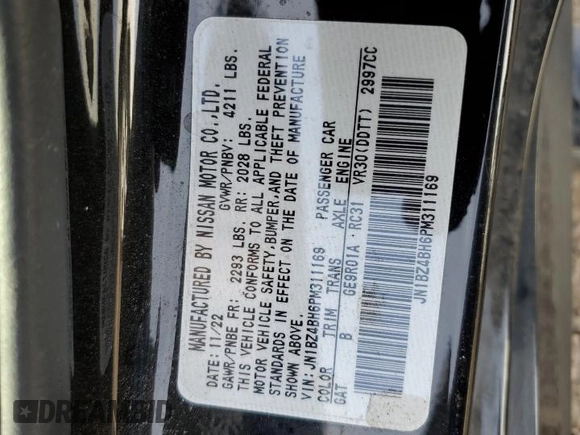 MANUFACTURED BY NISSAN MOTOR CO.,LTD.
DATE: 11/22 GVWR/PNBV: 4211 LBS.
GAWR/PNBE FR: 2293 LBS. RR: 2028 LBS.
THIS VEHICLE CONFORMS TO ALL APPLICABLE FEDERAL
MOTOR VEHICLE SAFETY,BUMPER,AND THEFT PREVENTION
STANDARDS IN EFFECT ON THE DATE OF MANUFACTURE
SHOWN ABOVE.
VIN: JN1BZ4BH6PM311169 PASSENGER CAR
COLOR TRIM TRANS AXLE ENGINE
GAT B GE9R01A - RC31 VR30(DDTT) 2997CC
JN1BZ4BH6PM311169
DREAMBID